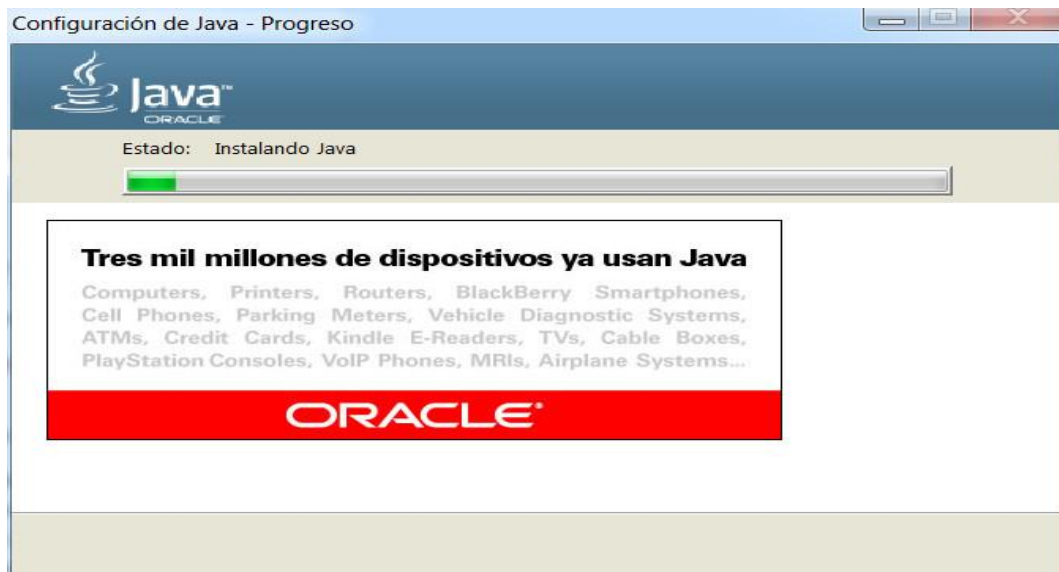 Configuración de Java - Progreso
Java™
ORACLE
Estado: Instalando Java
Tres mil millones de dispositivos ya usan Java
Computers, Printers, Routers, BlackBerry Smartphones,
Cell Phones, Parking Meters, Vehicle Diagnostic Systems,
ATMs, Credit Cards, Kindle E-Readers, TVs, Cable Boxes,
PlayStation Consoles, VoIP Phones, MRIs, Airplane Systems...
ORACLE®